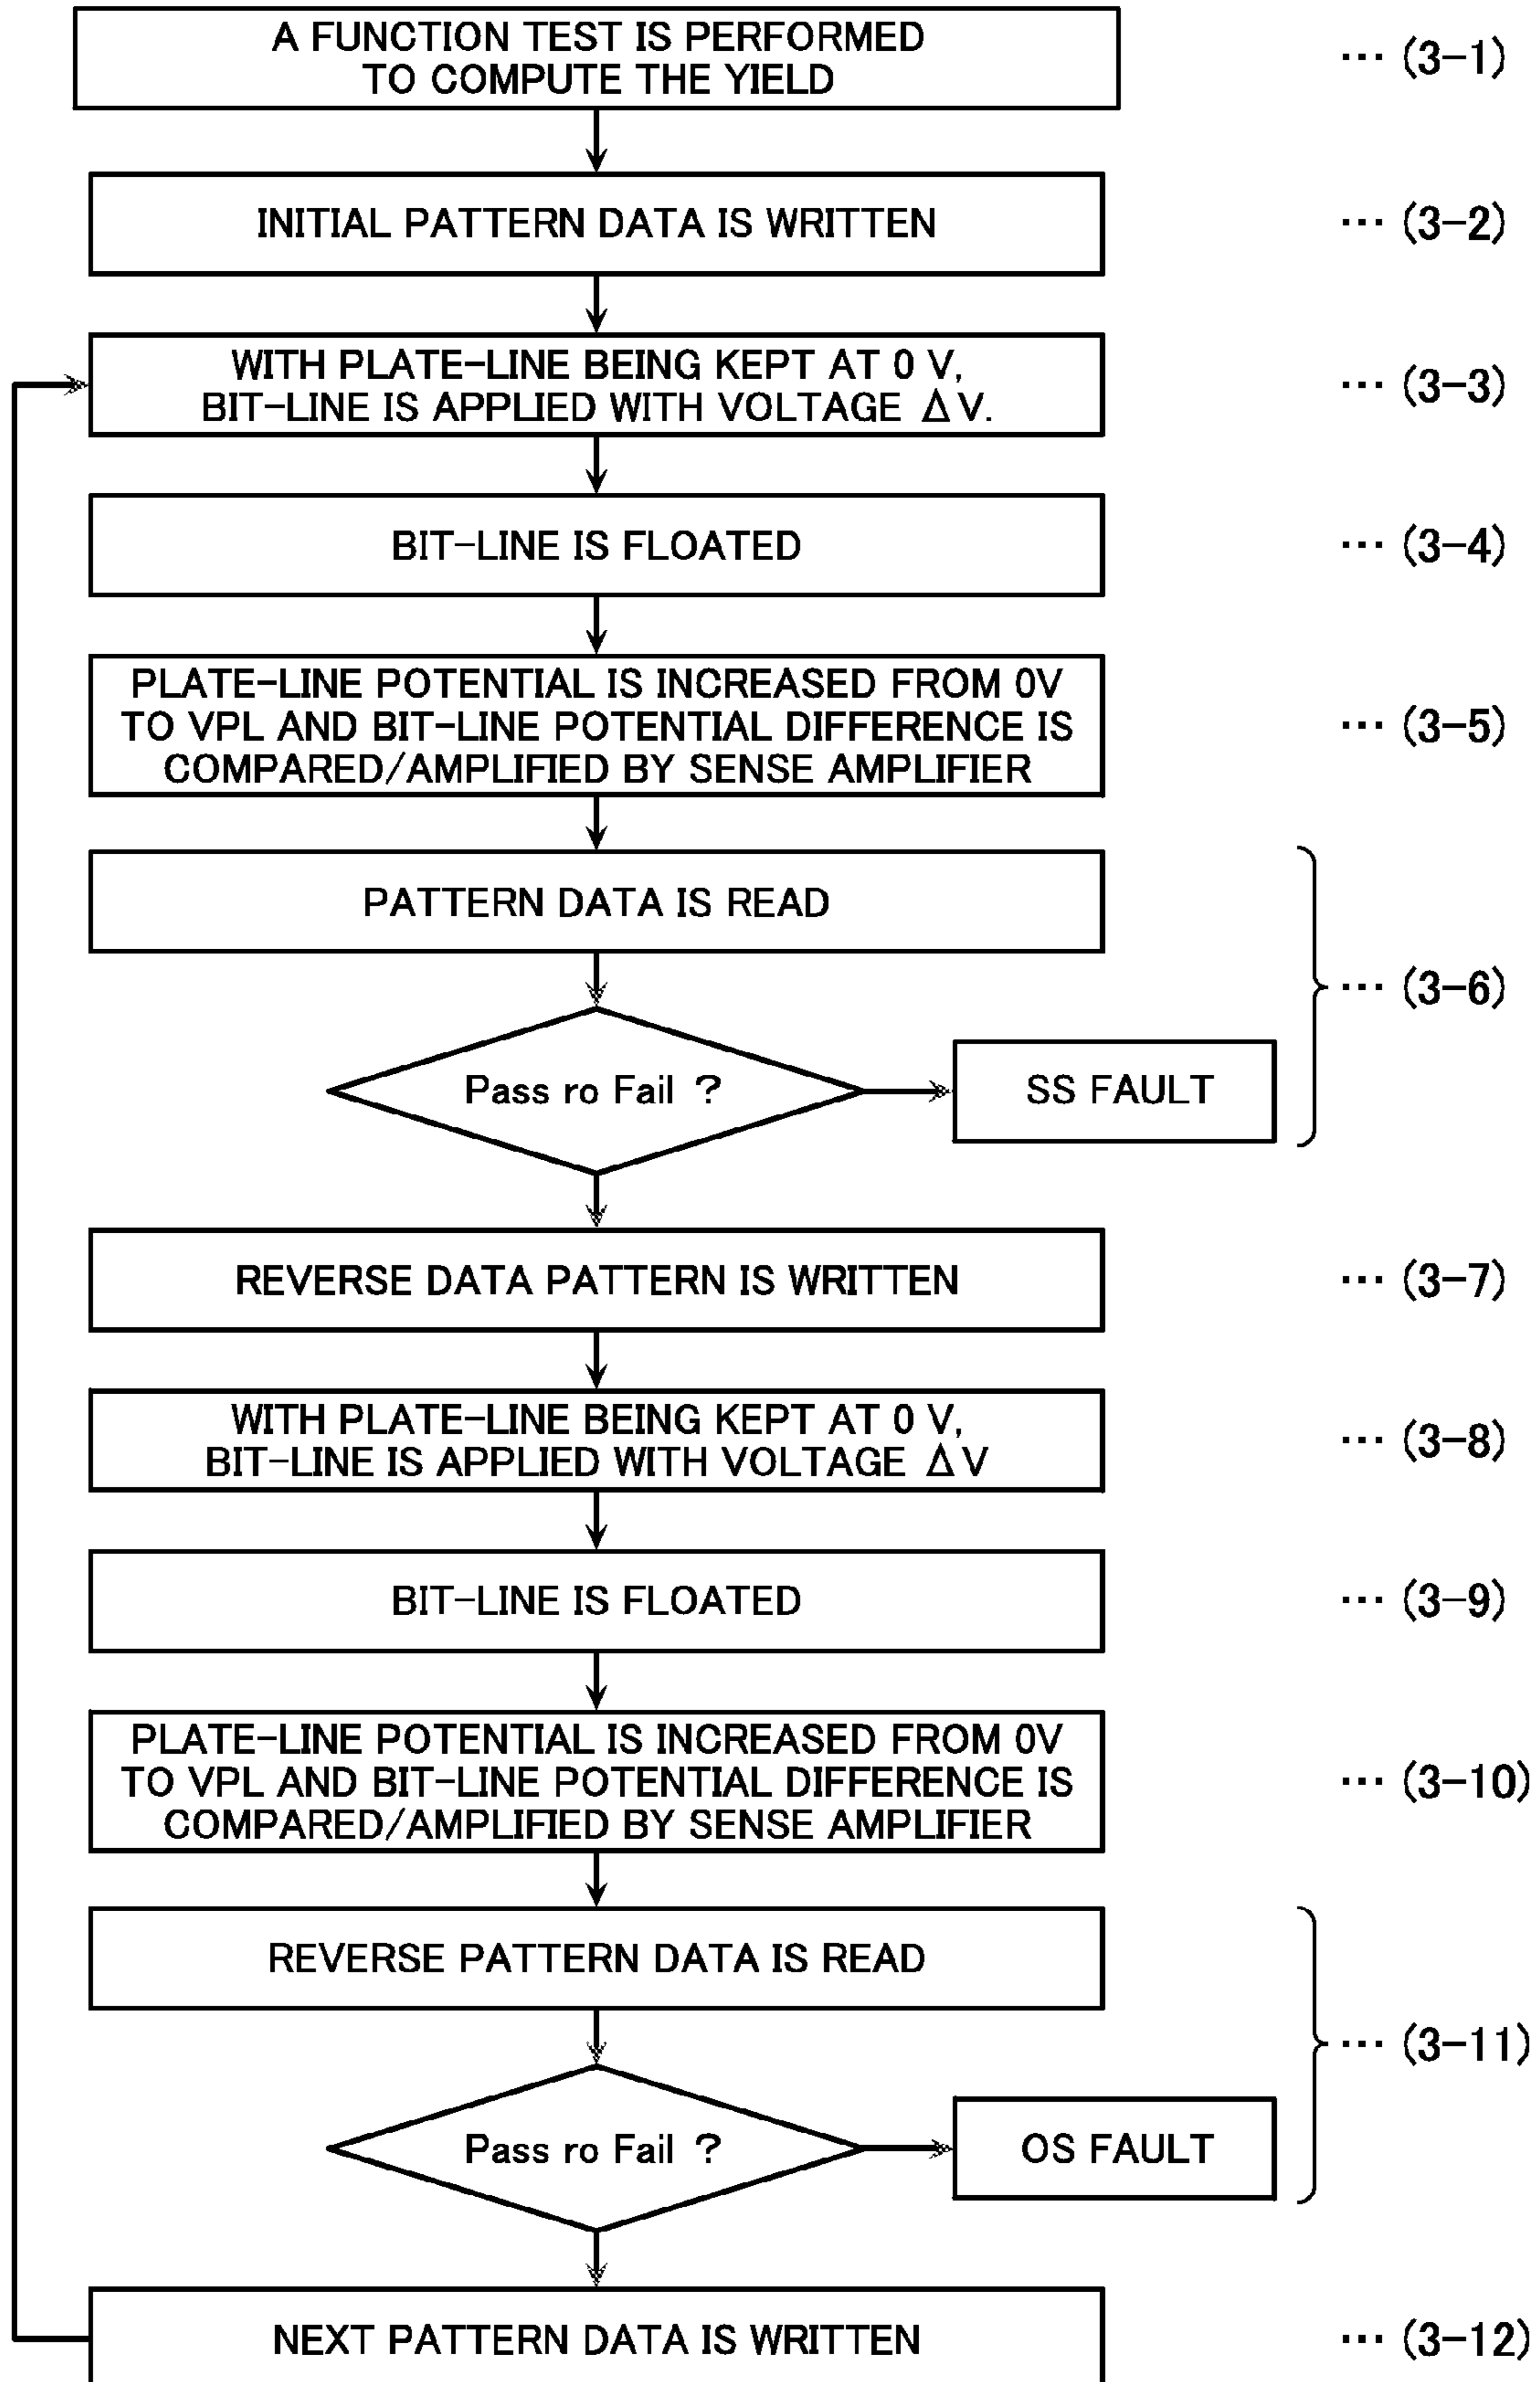 A FUNCTION TEST IS PERFORMED
TO COMPUTE THE YIELD
··· (3-1)
INITIAL PATTERN DATA IS WRITTEN
··· (3-2)
WITH PLATE-LINE BEING KEPT AT 0 V,
BIT-LINE IS APPLIED WITH VOLTAGE ΔV.
··· (3-3)
BIT-LINE IS FLOATED
··· (3-4)
PLATE-LINE POTENTIAL IS INCREASED FROM 0V
TO VPL AND BIT-LINE POTENTIAL DIFFERENCE IS
COMPARED/AMPLIFIED BY SENSE AMPLIFIER
··· (3-5)
PATTERN DATA IS READ
··· (3-6)
Pass ro Fail ?
SS FAULT
REVERSE DATA PATTERN IS WRITTEN
··· (3-7)
WITH PLATE-LINE BEING KEPT AT 0 V,
BIT-LINE IS APPLIED WITH VOLTAGE ΔV
··· (3-8)
BIT-LINE IS FLOATED
··· (3-9)
PLATE-LINE POTENTIAL IS INCREASED FROM 0V
TO VPL AND BIT-LINE POTENTIAL DIFFERENCE IS
COMPARED/AMPLIFIED BY SENSE AMPLIFIER
··· (3-10)
REVERSE PATTERN DATA IS READ
··· (3-11)
Pass ro Fail ?
OS FAULT
NEXT PATTERN DATA IS WRITTEN
··· (3-12)